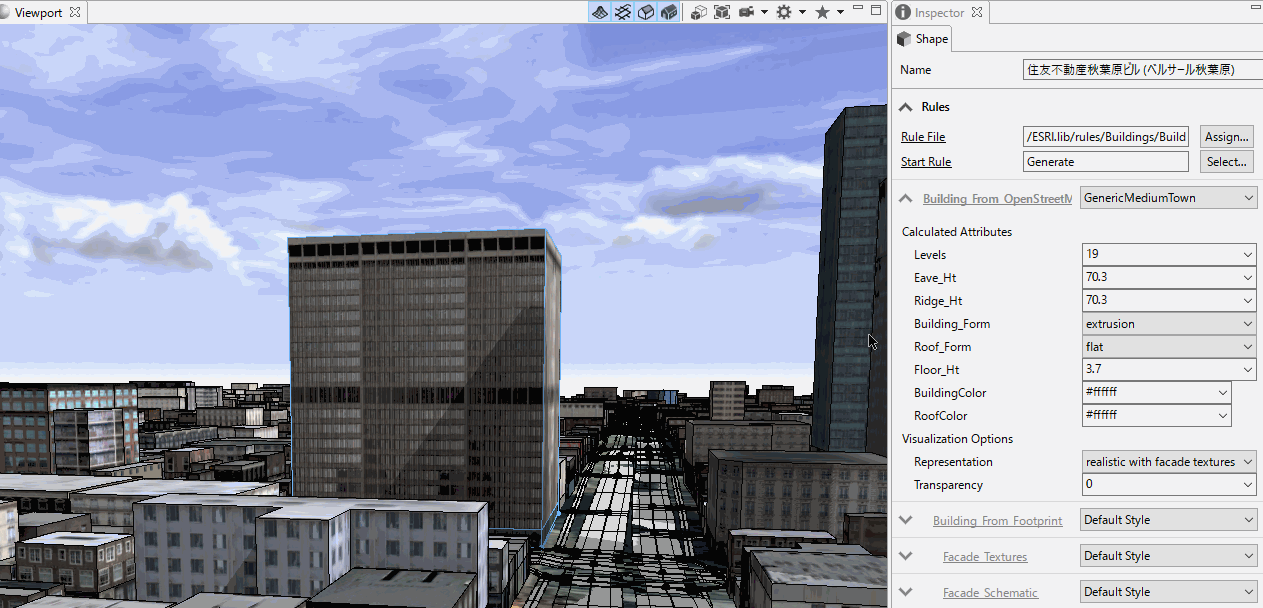 Viewport
Inspector
Shape
Name 住友不動産秋葉原ビル (ベルサール秋葉原)
Rules
Rule File /ESRI.lib/rules/Buildings/Build Assign...
Start Rule Generate Select...
Building_From_OpenStreetM GenericMediumTown
Calculated Attributes
Levels 19
Eave_Ht 70.3
Ridge_Ht 70.3
Building_Form extrusion
Roof_Form flat
Floor_Ht 3.7
BuildingColor #ffffff
RoofColor #ffffff
Visualization Options
Representation realistic with facade textures
Transparency 0
Building_From_Footprint Default Style
Facade_Textures Default Style
Facade_Schematic Default Style